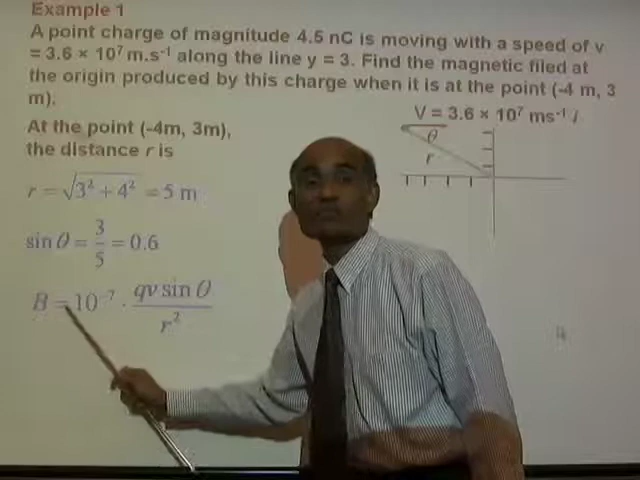 Example 1
A point charge of magnitude 4.5 nC is moving with a speed of v
= 3.6 × 10⁷ m.s⁻¹ along the line y = 3. Find the magnetic filed at
the origin produced by this charge when it is at the point (-4 m, 3
m).
V = 3.6 × 10⁷ ms⁻¹ i
θ
r
At the point (-4m, 3m),
the distance r is
r = √(3² + 4²) = 5 m
sin θ = 3/5 = 0.6
B = 10⁻⁷ · qv sin θ / r²